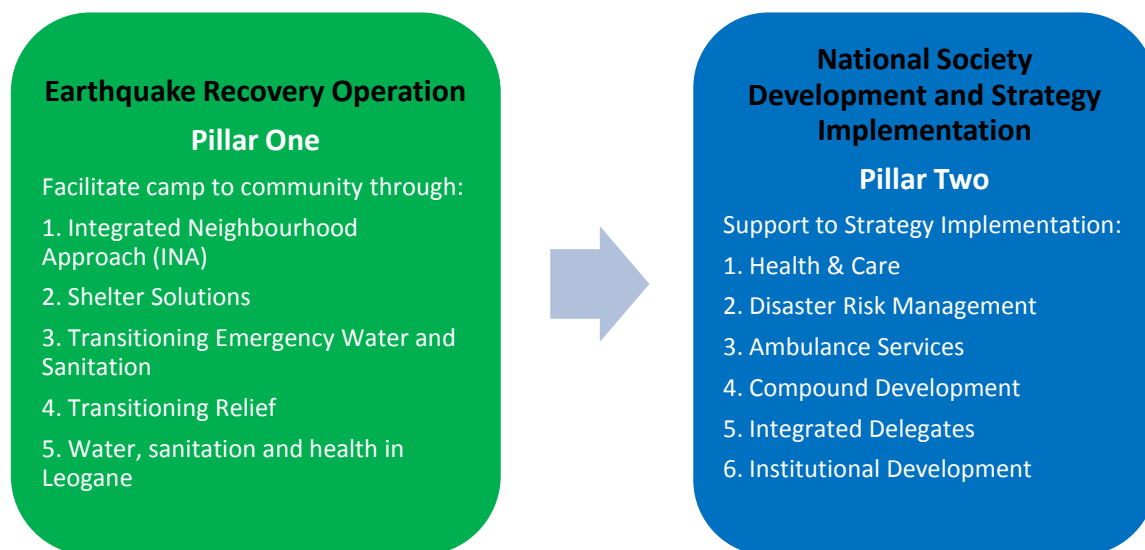 Earthquake Recovery Operation
Pillar One
Facilitate camp to community through:
1. Integrated Neighbourhood
Approach (INA)
2. Shelter Solutions
3. Transitioning Emergency Water and
Sanitation
4. Transitioning Relief
5. Water, sanitation and health in
Leogane
National Society
Development and Strategy
Implementation
Pillar Two
Support to Strategy Implementation:
1. Health & Care
2. Disaster Risk Management
3. Ambulance Services
4. Compound Development
5. Integrated Delegates
6. Institutional Development